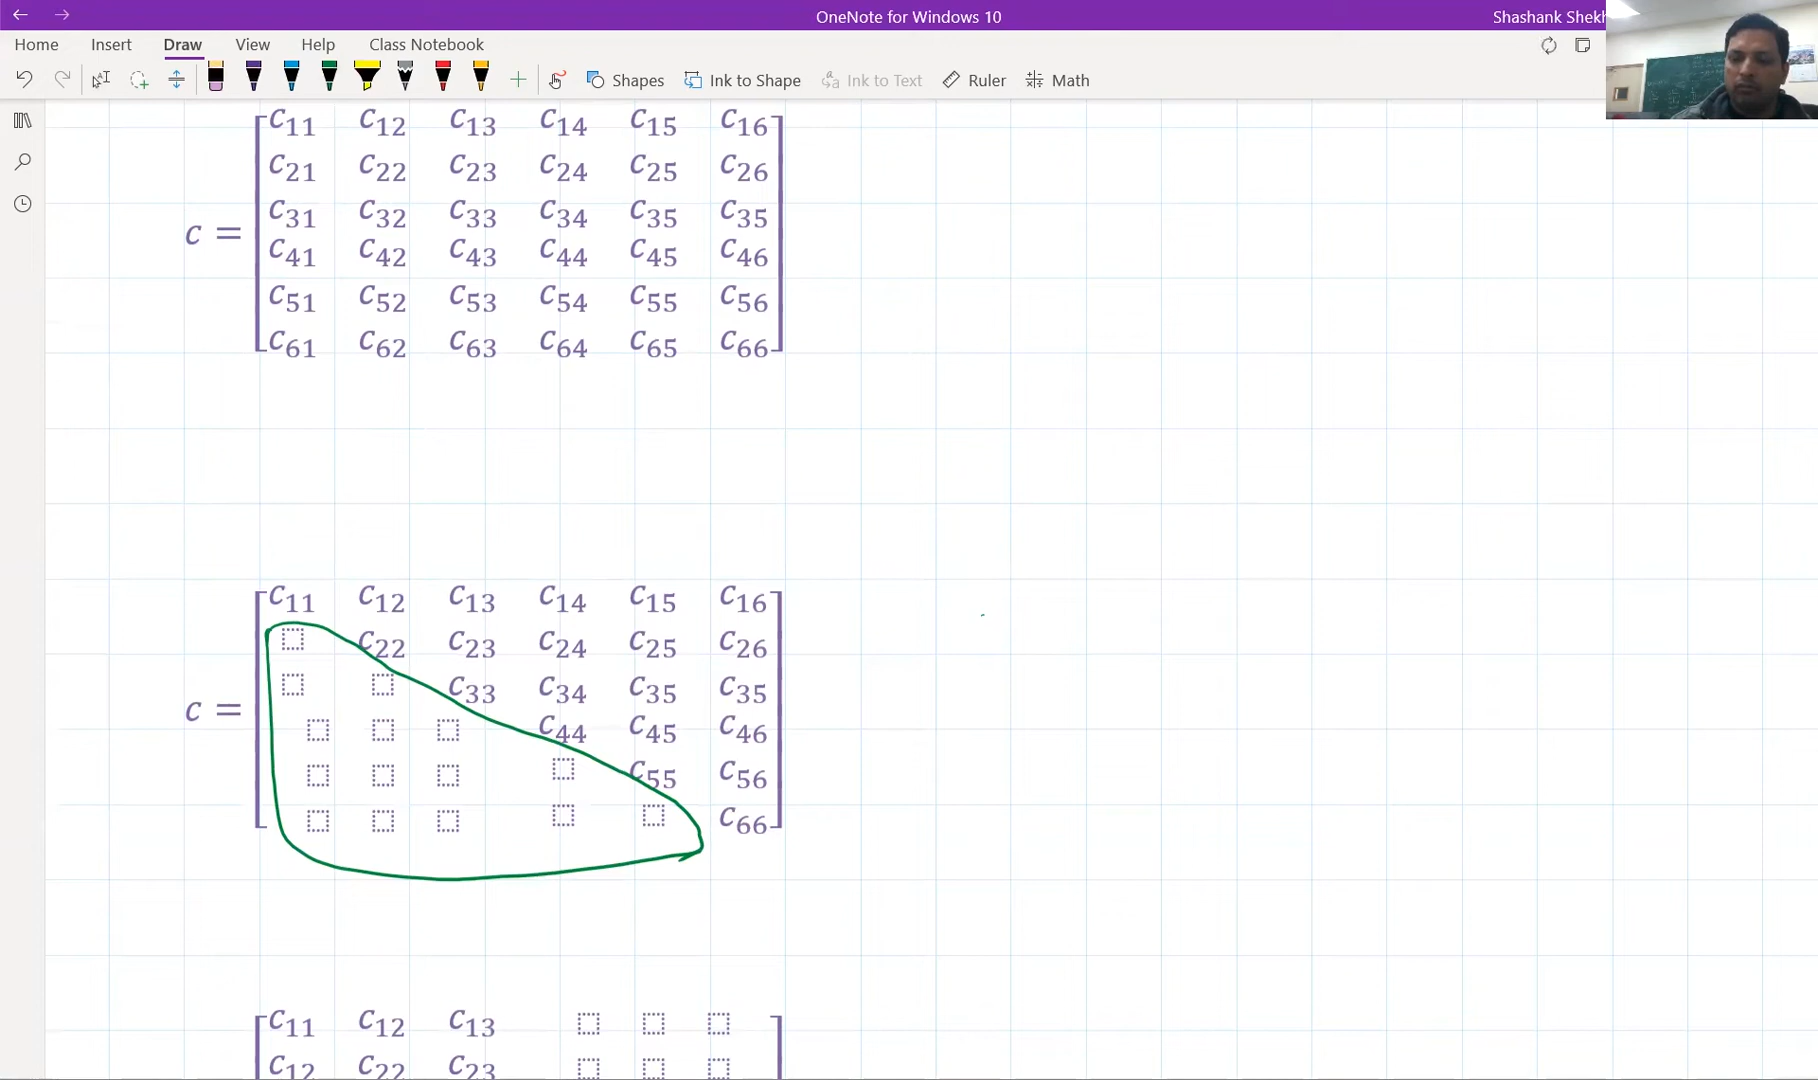 OneNote for Windows 10
Shashank Shekh
Home Insert Draw View Help Class Notebook
Shapes Ink to Shape Ink to Text Ruler Math
c₁₁ c₁₂ c₁₃ c₁₄ c₁₅ c₁₆
c₂₁ c₂₂ c₂₃ c₂₄ c₂₅ c₂₆
c₃₁ c₃₂ c₃₃ c₃₄ c₃₅ c₃₅
c =
c₄₁ c₄₂ c₄₃ c₄₄ c₄₅ c₄₆
c₅₁ c₅₂ c₅₃ c₅₄ c₅₅ c₅₆
c₆₁ c₆₂ c₆₃ c₆₄ c₆₅ c₆₆
c₁₁ c₁₂ c₁₃ c₁₄ c₁₅ c₁₆
c₂₂ c₂₃ c₂₄ c₂₅ c₂₆
c₃₃ c₃₄ c₃₅ c₃₅
c =
c₄₄ c₄₅ c₄₆
c₅₅ c₅₆
c₆₆
c₁₁ c₁₂ c₁₃
c₁₂ c₂₂ c₂₃